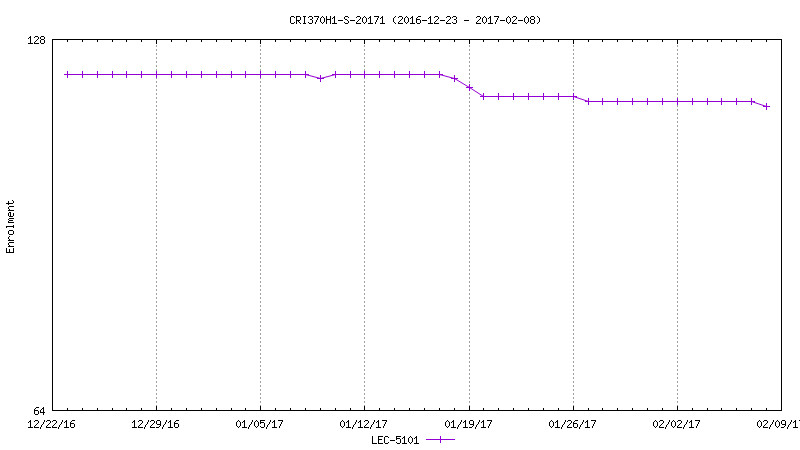 CRI370H1-S-20171 (2016-12-23 - 2017-02-08)
128
Enrolment
64
12/22/16 12/29/16 01/05/17 01/12/17 01/19/17 01/26/17 02/02/17 02/09/17
LEC-5101